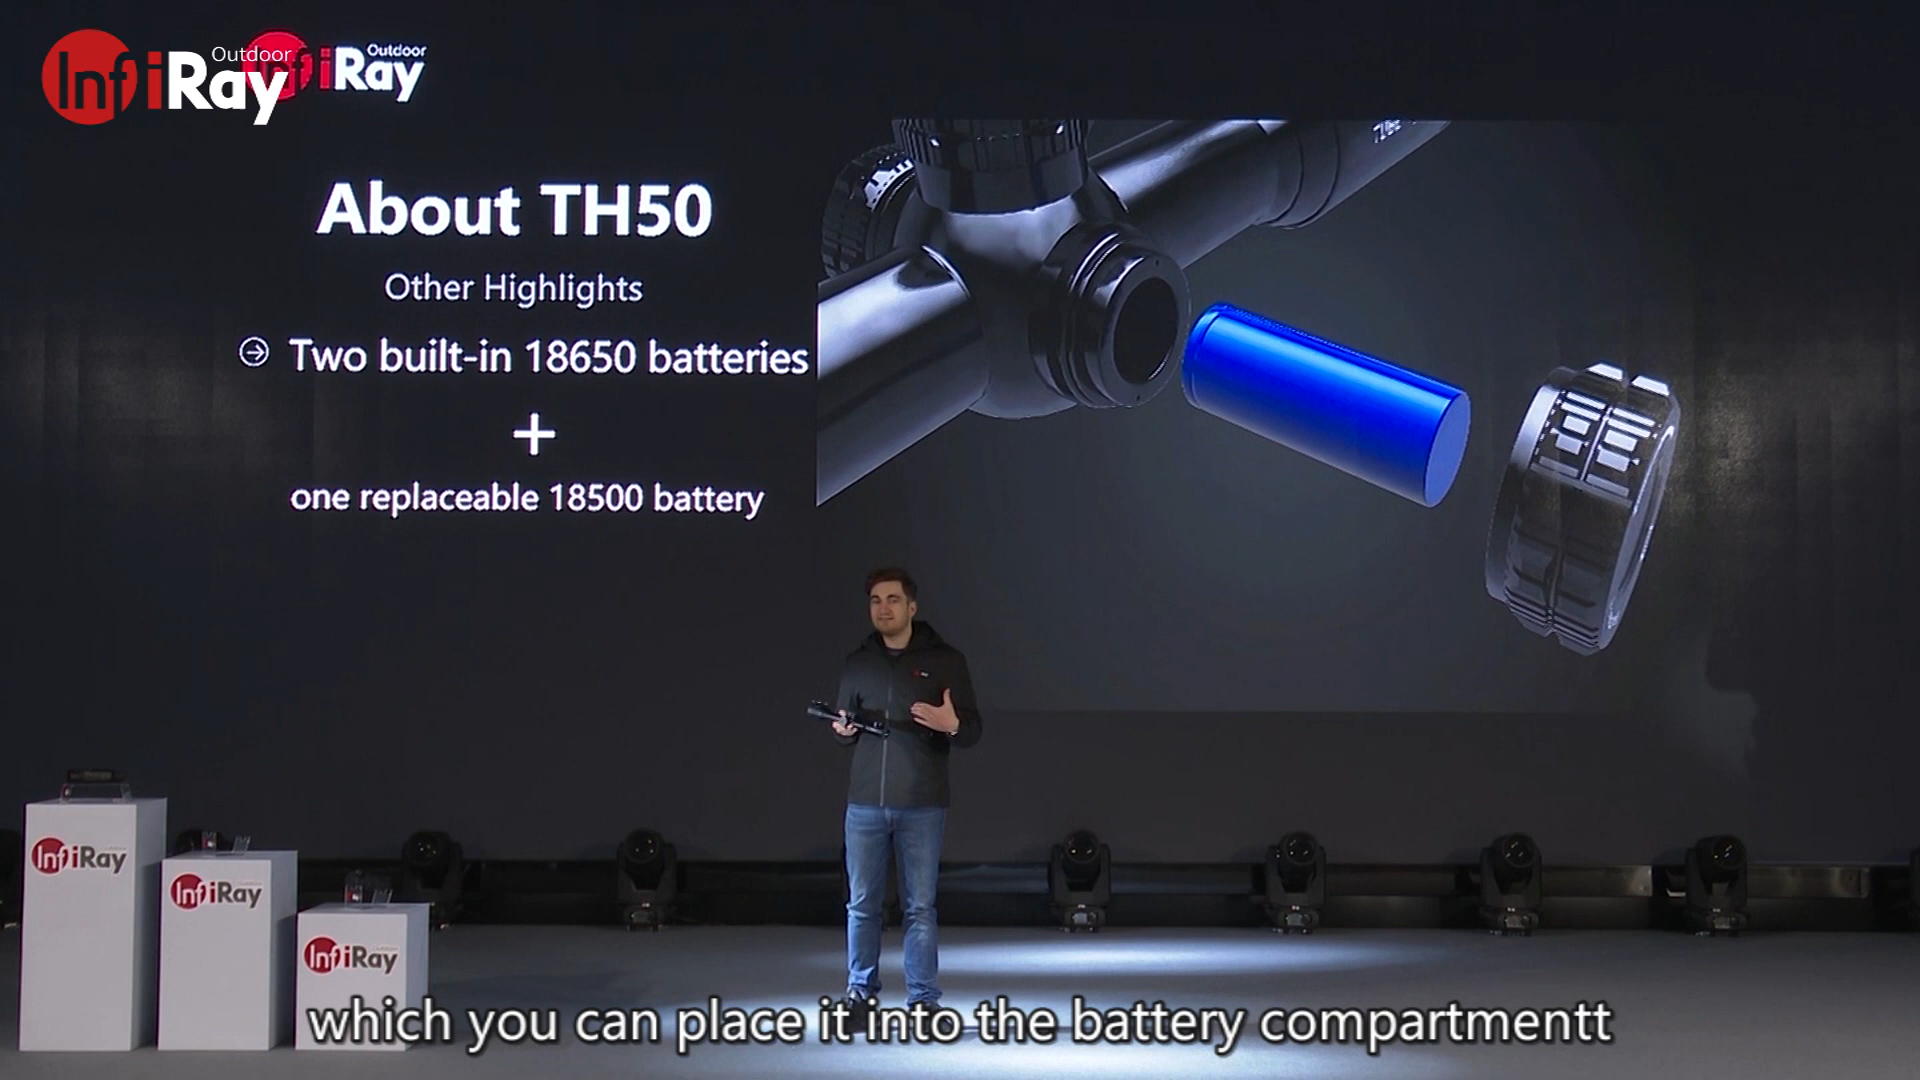 Outdoor
InfiRay
Outdoor
iRay
About TH50
Other Highlights
Two built-in 18650 batteries
+
one replaceable 18500 battery
InfiRay
InfiRay
InfiRay
which you can place it into the battery compartmentt